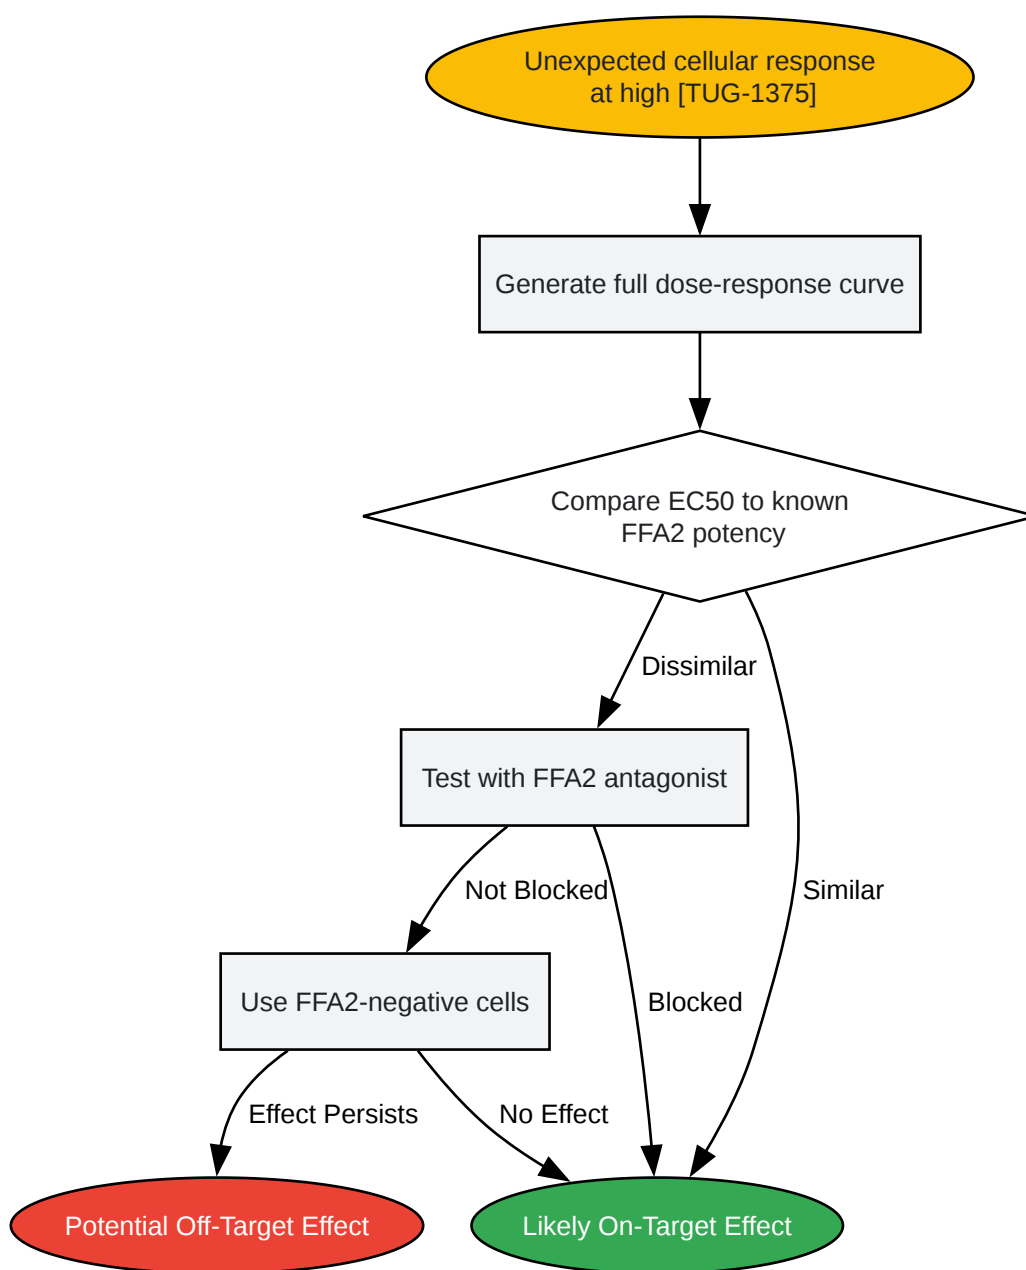 Unexpected cellular response
at high [TUG-1375]
Generate full dose-response curve
Compare EC50 to known
FFA2 potency
Dissimilar
Test with FFA2 antagonist
Not Blocked
Similar
Use FFA2-negative cells
Blocked
Effect Persists
No Effect
Potential Off-Target Effect
Likely On-Target Effect